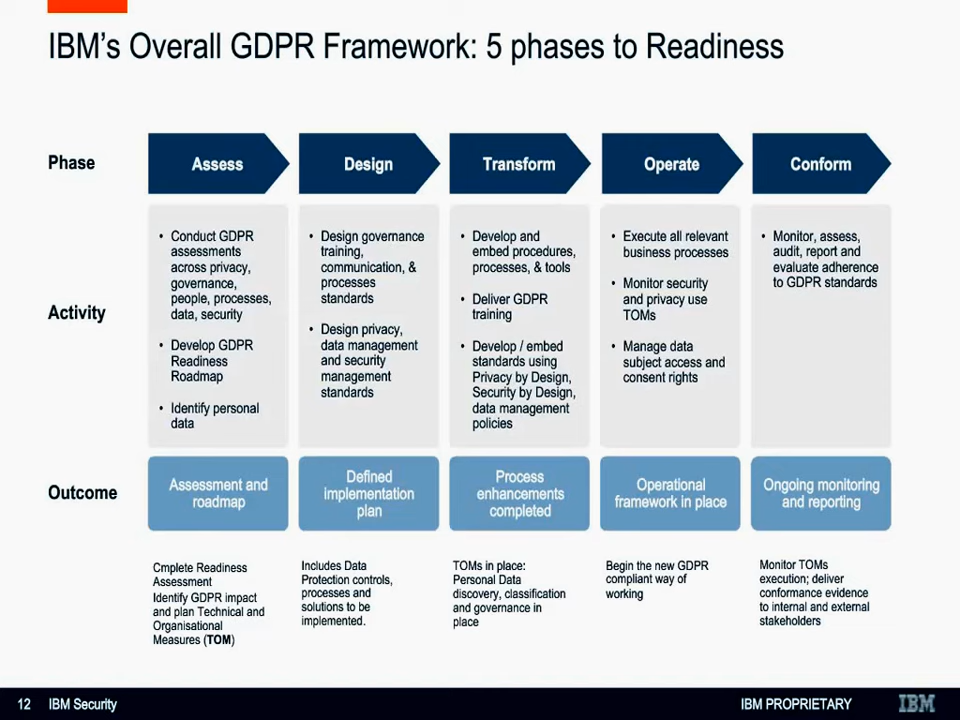 IBM's Overall GDPR Framework: 5 phases to Readiness
Phase
Assess
Design
Transform
Operate
Conform
Activity
• Conduct GDPR
assessments
across privacy,
governance,
people, processes,
data, security
• Develop GDPR
Readiness
Roadmap
• Identify personal
data
• Design governance
training,
communication, &
processes
standards
• Design privacy,
data management
and security
management
standards
• Develop and
embed procedures,
processes, & tools
• Deliver GDPR
training
• Develop / embed
standards using
Privacy by Design,
Security by Design,
data management
policies
• Execute all relevant
business processes
• Monitor security
and privacy use
TOMs
• Manage data
subject access and
consent rights
• Monitor, assess,
audit, report and
evaluate adherence
to GDPR standards
Outcome
Assessment and
roadmap
Defined
implementation
plan
Process
enhancements
completed
Operational
framework in place
Ongoing monitoring
and reporting
Cmplete Readiness
Assessment
Identify GDPR impact
and plan Technical and
Organisational
Measures (TOM)
Includes Data
Protection controls,
processes and
solutions to be
implemented.
TOMs in place:
Personal Data
discovery, classification
and governance in
place
Begin the new GDPR
compliant way of
working
Monitor TOMs
execution; deliver
conformance evidence
to internal and external
stakeholders
12 IBM Security
IBM PROPRIETARY
IBM